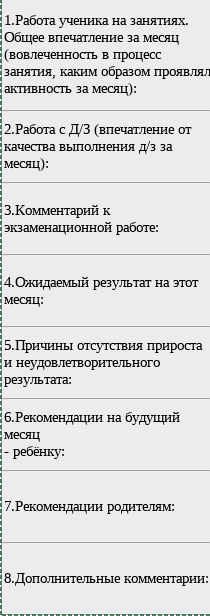 1.Работа ученика на занятиях.
Общее впечатление за месяц
(вовлеченность в процесс
занятия, каким образом проявлял
активность за месяц):
2.Работа с Д/З (впечатление от
качества выполнения д/з за
месяц):
3.Комментарий к
экзаменационной работе:
4.Ожидаемый результат на этот
месяц:
5.Причины отсутствия прироста
и неудовлетворительного
результата:
6.Рекомендации на будущий
месяц
- ребёнку:
7.Рекомендации родителям:
8.Дополнительные комментарии: